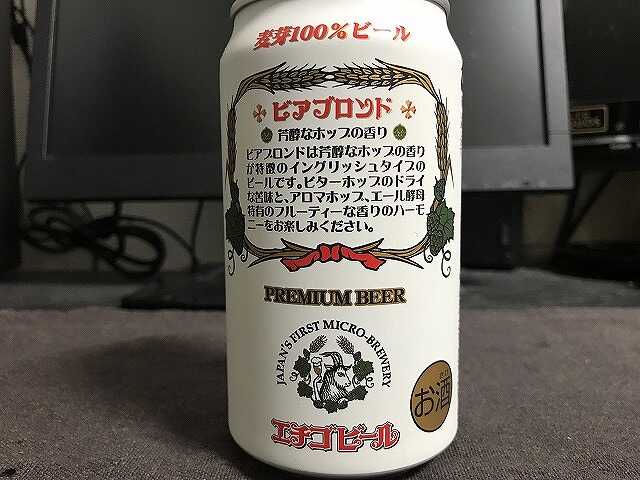 麦芽100%ビール
ビアブロンド
芳醇なホップの香り
ビアブロンドは芳醇なホップの香り
が特徴のイングリッシュタイプの
ビールです。ビターホップのドライ
な苦味と、アロマホップ、エール酵母
特有のフルーティーな香りのハーモ
ニーをお楽しみください。
PREMIUM BEER
JAPAN'S FIRST MICRO-BREWERY
お酒
エチゴビール